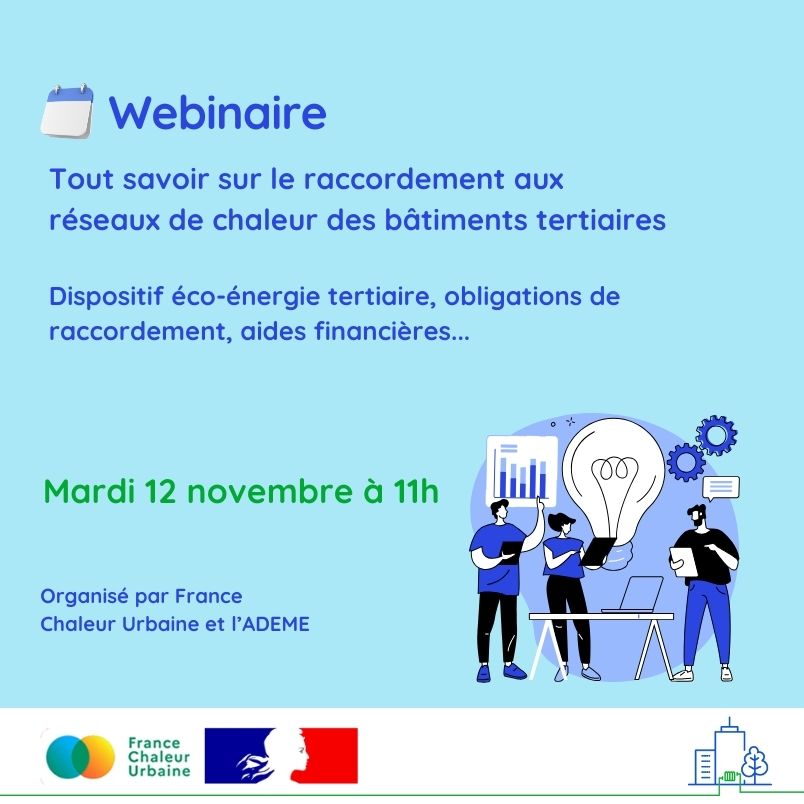 Webinaire
Tout savoir sur le raccordement aux
réseaux de chaleur des bâtiments tertiaires
Dispositif éco-énergie tertiaire, obligations de
raccordement, aides financières...
Mardi 12 novembre à 11h
Organisé par France
Chaleur Urbaine et l'ADEME
France
Chaleur
Urbaine